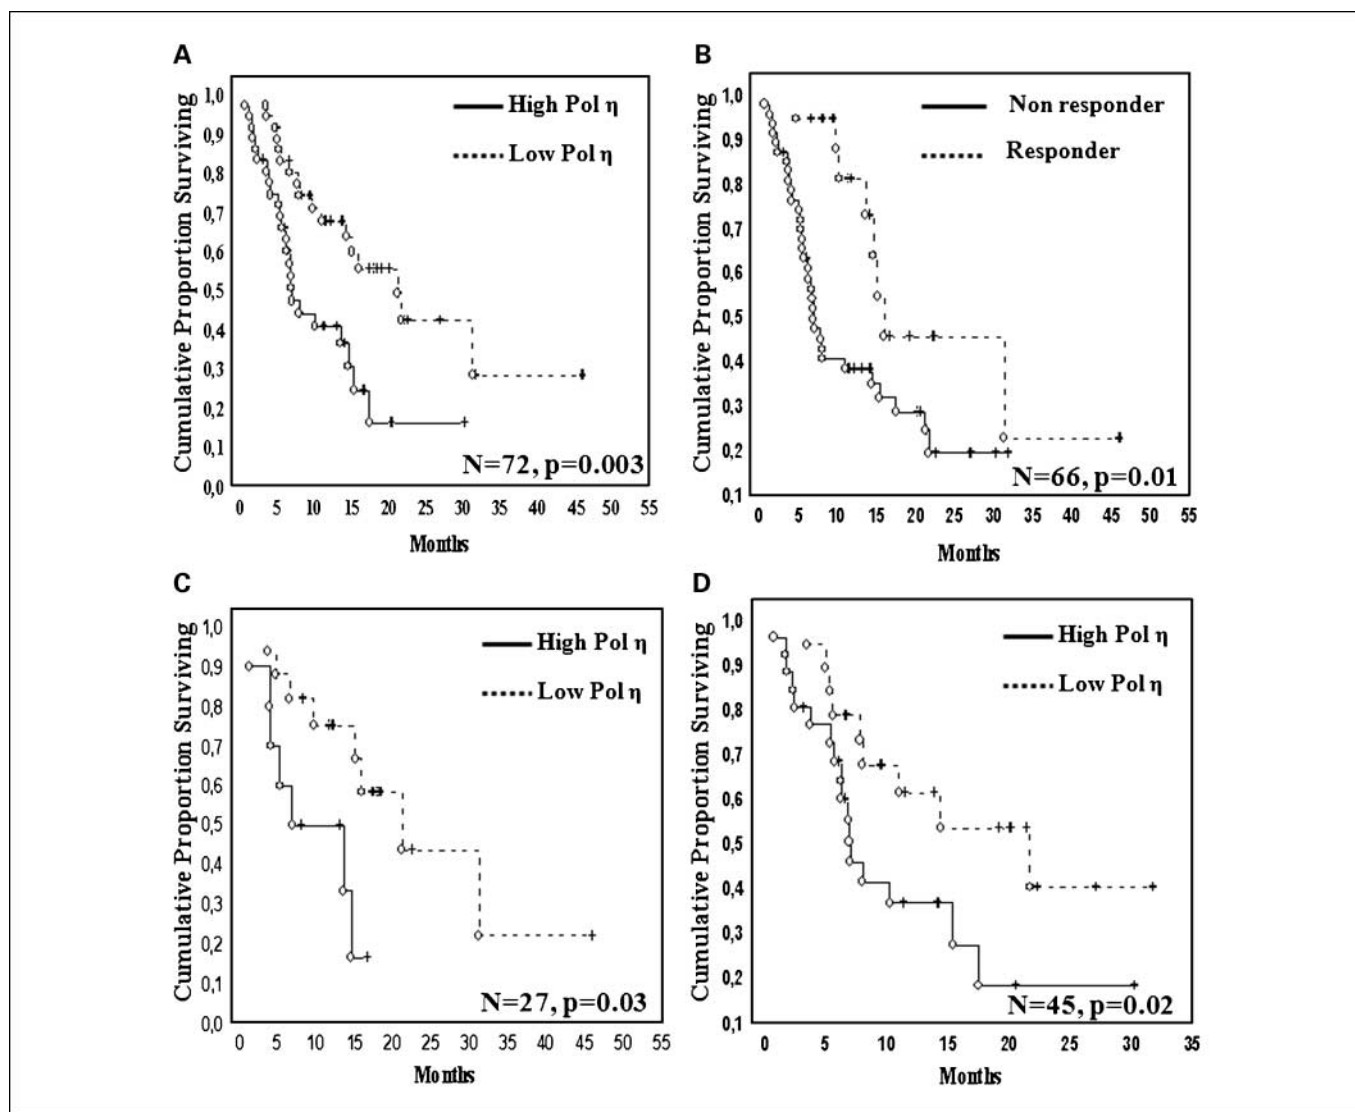 A
Cumulative Proportion Surviving
1,0
0,9
0,8
0,7
0,6
0,5
0,4
0,3
0,2
0,1
0,0
High Pol η
Low Pol η
N=72, p=0.003
0 5 10 15 20 25 30 35 40 45 50 55
Months
B
Cumulative Proportion Surviving
1,0
0,9
0,8
0,7
0,6
0,5
0,4
0,3
0,2
0,1
Non responder
Responder
N=66, p=0.01
0 5 10 15 20 25 30 35 40 45 50 55
Months
C
Cumulative Proportion Surviving
1,0
0,9
0,8
0,7
0,6
0,5
0,4
0,3
0,2
0,1
0,0
High Pol η
Low Pol η
N=27, p=0.03
0 5 10 15 20 25 30 35 40 45 50 55
Months
D
Cumulative Proportion Surviving
1,0
0,9
0,8
0,7
0,6
0,5
0,4
0,3
0,2
0,1
High Pol η
Low Pol η
N=45, p=0.02
0 5 10 15 20 25 30 35
Months